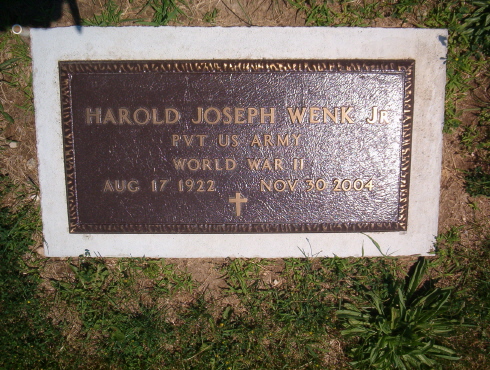 HAROLD JOSEPH WENK JR
PVT US ARMY
WORLD WAR II
AUG 17 1922 NOV 30 2004